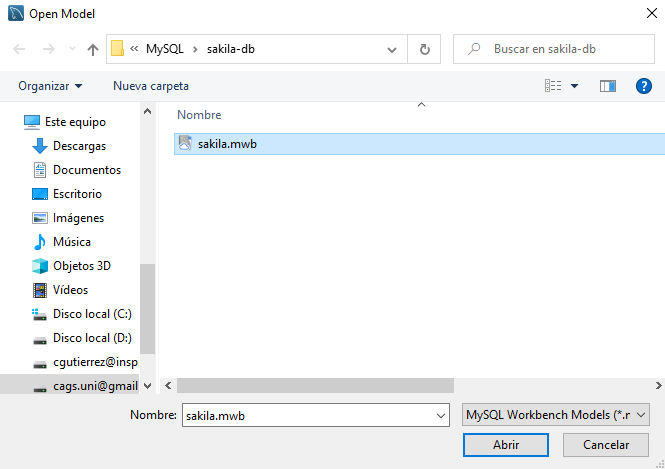 Open Model
« MySQL > sakila-db
Buscar en sakila-db
Organizar
Nueva carpeta
Nombre
Este equipo
sakila.mwb
Descargas
Documentos
Escritorio
Imágenes
Música
Objetos 3D
Vídeos
Disco local (C:)
Disco local (D:)
cgutierrez@insp
cags.uni@gmail
Nombre: sakila.mwb
MySQL Workbench Models (*.r
Abrir
Cancelar